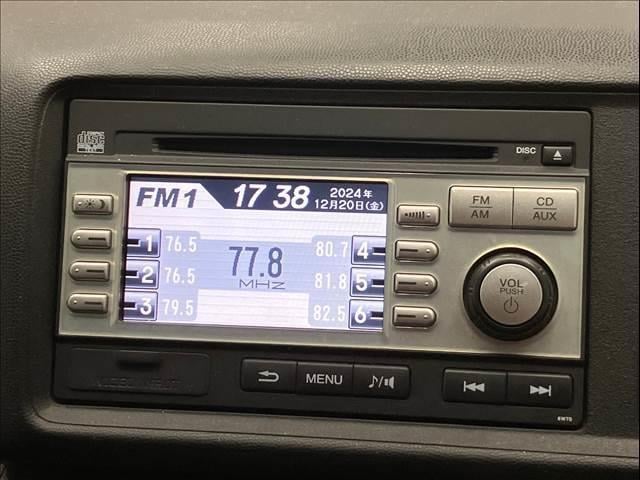 disc
TEXT
DISC
FM1 17 38 2024年
12月20日(金)
FM
AM
CD
AUX
1 76.5
2 76.5
3 79.5
77.8
MHz
80.7 4
81.8 5
82.5 6
VOL
PUSH
MENU